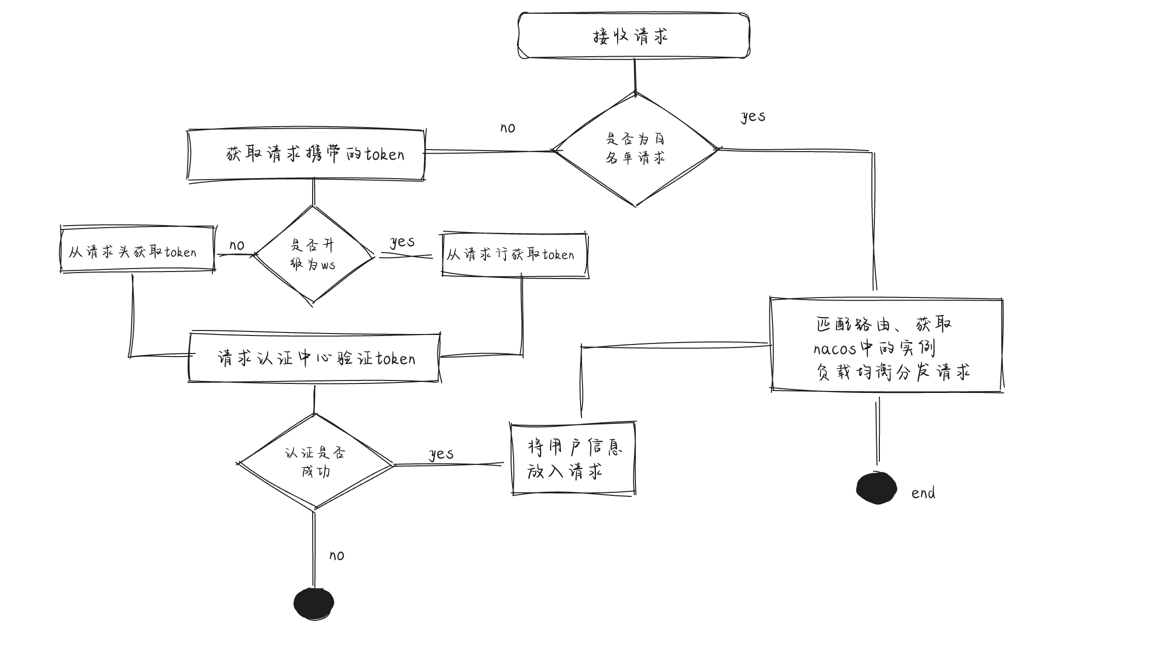 接收请求
no
yes
是否为白
名单请求
获取请求携带的token
从请求头获取token
no
是否升
级为ws
yes
从请求行获取token
请求认证中心验证token
匹配路由、获取
nacos中的实例
负载均衡分发请求
认证是否
成功
yes
将用户信息
放入请求
end
no